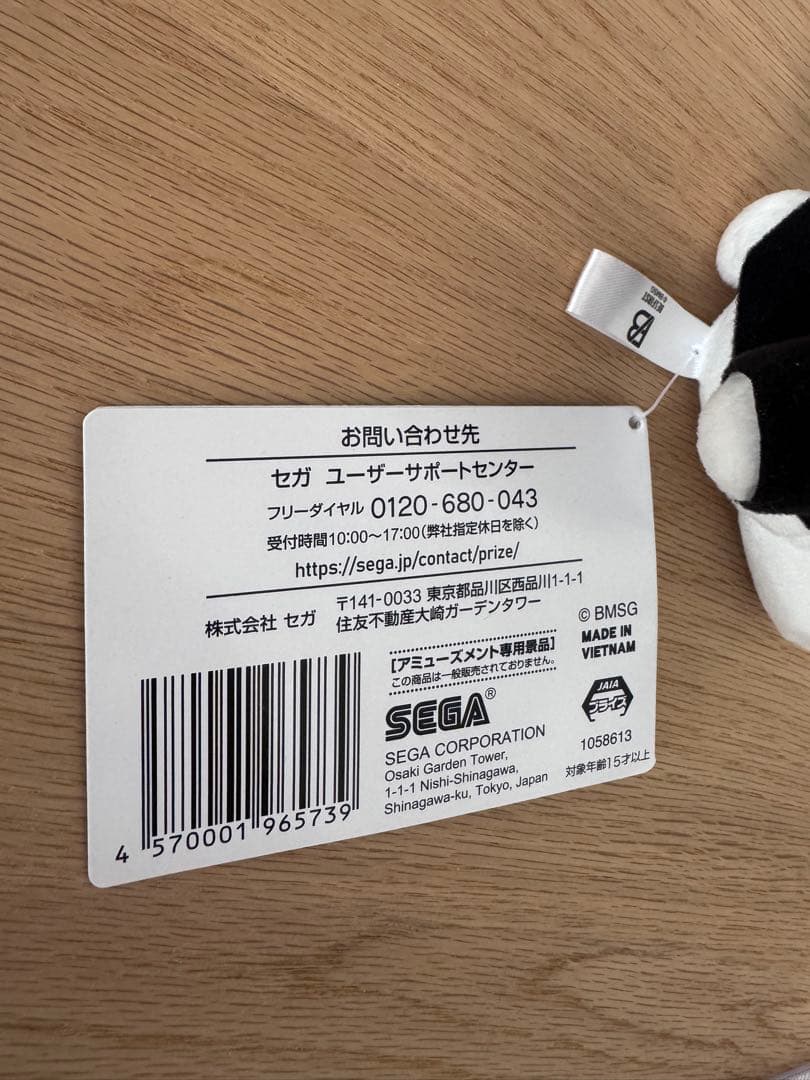 お問い合わせ先
セガ ユーザーサポートセンター
フリーダイヤル 0120-680-043
受付時間10:00～17:00(弊社指定休日を除く)
https://sega.jp/contact/prize/
株式会社 セガ
〒141-0033 東京都品川区西品川1-1-1
住友不動産大崎ガーデンタワー
[アミューズメント専用景品]
この商品は一般販売されておりません。
SEGA®
SEGA CORPORATION
Osaki Garden Tower,
1-1-1 Nishi-Shinagawa,
Shinagawa-ku, Tokyo, Japan
© BMSG
MADE IN
VIETNAM
JAIA
プライズ
1058613
対象年齢15才以上
4 570001 965739
BE:FIRST
© BMSG